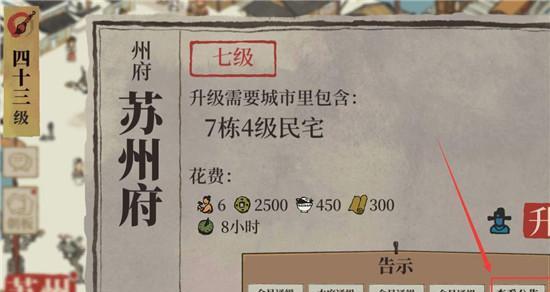 四十三级
州府
苏州府
七级
升级需要城市里包含：
7栋4级民宅
花费：
6 2500 450 300
8小时
升
告示